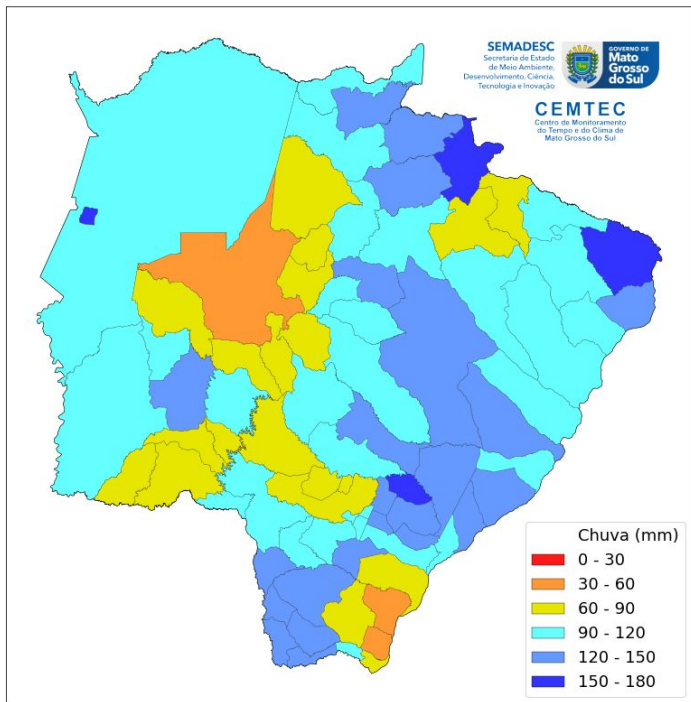 SEMADESC
Secretaria de Estado
de Meio Ambiente,
Desenvolvimento, Ciência,
Tecnologia e Inovação
GOVERNO DE
Mato
Grosso
do Sul
CEMTEC
Centro de Monitoramento
do Tempo e do Clima de
Mato Grosso do Sul
Chuva (mm)
0 - 30
30 - 60
60 - 90
90 - 120
120 - 150
150 - 180